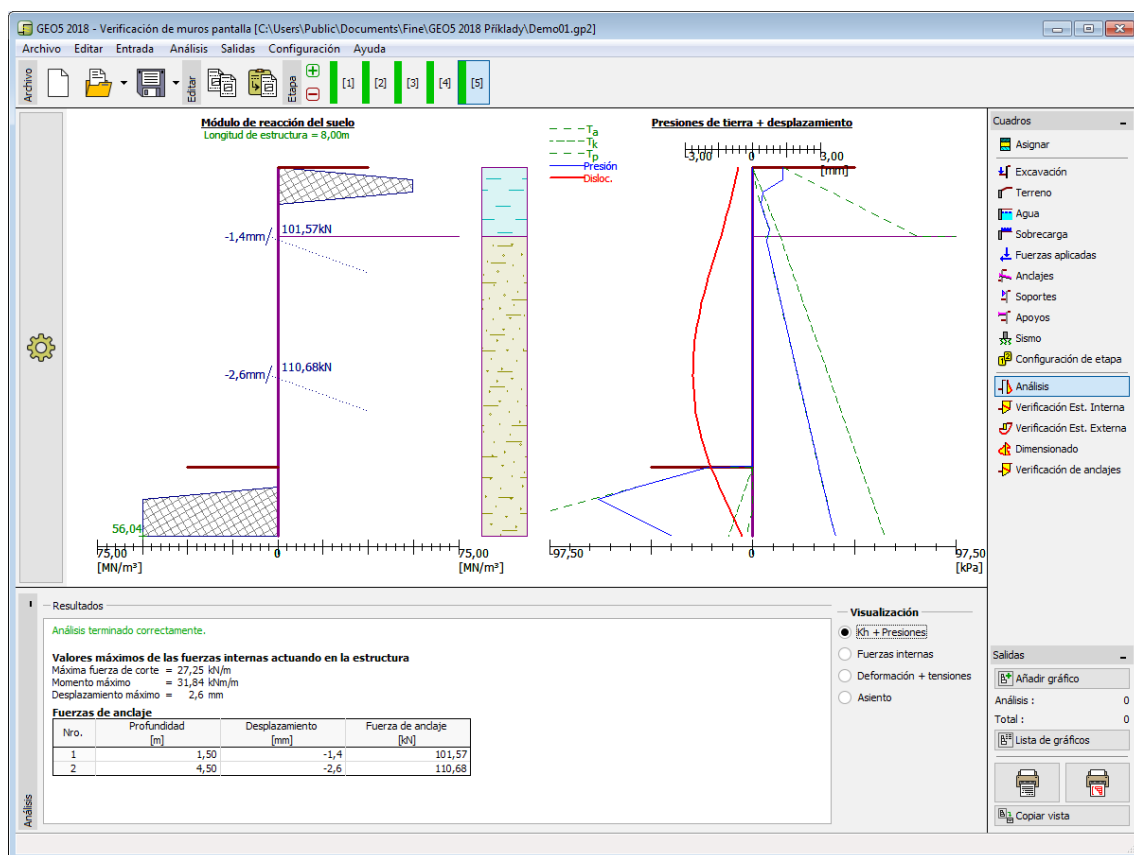 GEO5 2018 - Verificación de muros pantalla [C:\Users\Public\Documents\Fine\GEO5 2018 Příklady\Demo01.gp2]
Archivo Editar Entrada Análisis Salidas Configuración Ayuda
Archivo
Editar
Etapa
[1] [2] [3] [4] [5]
Módulo de reacción del suelo
Longitud de estructura = 8,00m
-1,4mm 101,57kN
-2,6mm 110,68kN
56,04
75,00 0 75,00
[MN/m³] [MN/m³]
Ta
Tk
Tp
Presión
Disloc.
Presiones de tierra + desplazamiento
-3,00 0 3,00
[mm]
-97,50 0 97,50
[kPa]
Cuadros
Asignar
Excavación
Terreno
Agua
Sobrecarga
Fuerzas aplicadas
Anclajes
Soportes
Apoyos
Sismo
Configuración de etapa
Análisis
Verificación Est. Interna
Verificación Est. Externa
Dimensionado
Verificación de anclajes
Análisis
Resultados
Análisis terminado correctamente.
Valores máximos de las fuerzas internas actuando en la estructura
Máxima fuerza de corte = 27,25 kN/m
Momento máximo = 31,84 kNm/m
Desplazamiento máximo = 2,6 mm
Fuerzas de anclaje
Nro. Profundidad [m] Desplazamiento [mm] Fuerza de anclaje [kN]
1 1,50 -1,4 101,57
2 4,50 -2,6 110,68
Visualización
Kh + Presiones
Fuerzas internas
Deformación + tensiones
Asiento
Salidas
Añadir gráfico
Análisis : 0
Total : 0
Lista de gráficos
Copiar vista